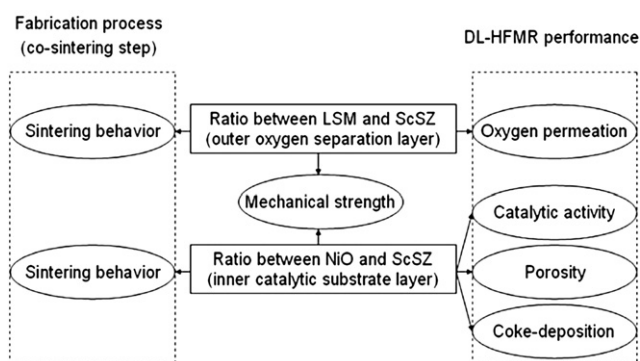 Fabrication process
(co-sintering step)
DL-HFMR performance
Sintering behavior
Ratio between LSM and ScSZ
(outer oxygen separation layer)
Oxygen permeation
Mechanical strength
Catalytic activity
Sintering behavior
Ratio between NiO and ScSZ
(inner catalytic substrate layer)
Porosity
Coke-deposition